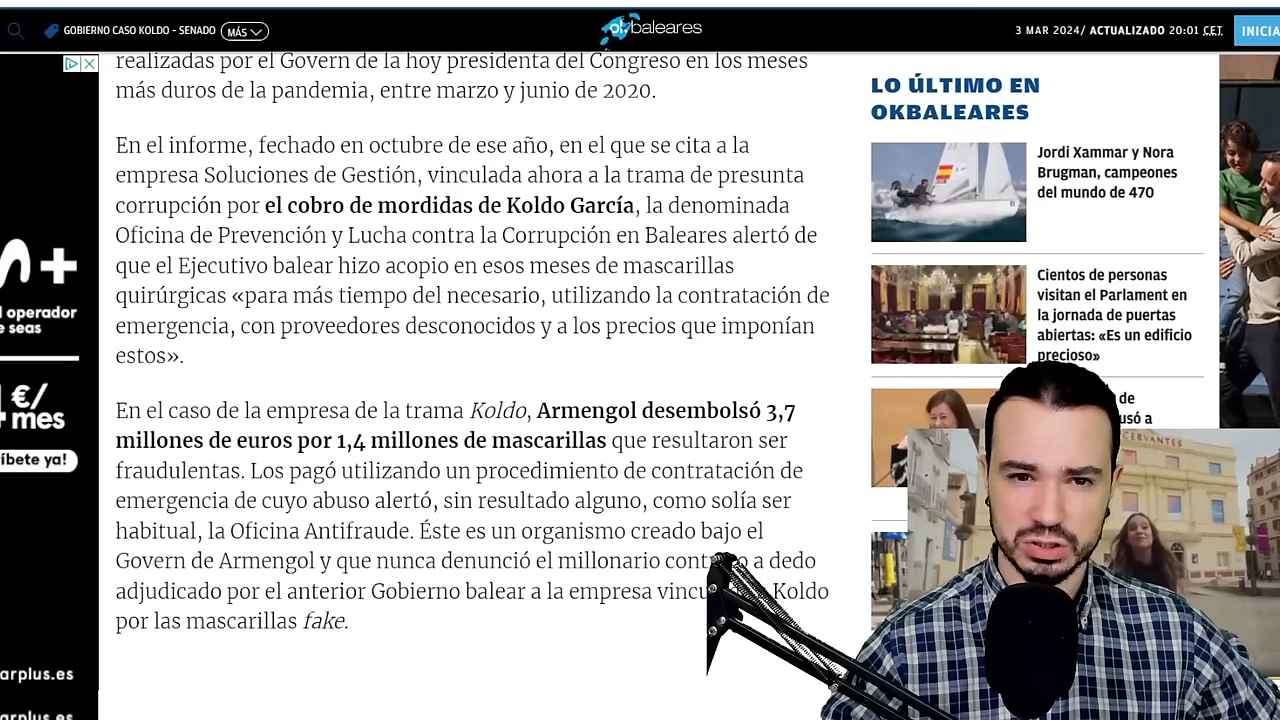 GOBIERNO CASO KOLDO – SENADO
MÁS
okbaleares
3 MAR 2024/ ACTUALIZADO 20:01 CET
INICIA
realizadas por el Govern de la hoy presidenta del Congreso en los meses
más duros de la pandemia, entre marzo y junio de 2020.
En el informe, fechado en octubre de ese año, en el que se cita a la
empresa Soluciones de Gestión, vinculada ahora a la trama de presunta
corrupción por el cobro de mordidas de Koldo García, la denominada
Oficina de Prevención y Lucha contra la Corrupción en Baleares alertó de
que el Ejecutivo balear hizo acopio en esos meses de mascarillas
quirúrgicas «para más tiempo del necesario, utilizando la contratación de
emergencia, con proveedores desconocidos y a los precios que imponían
estos».
En el caso de la empresa de la trama Koldo, Armengol desembolsó 3,7
millones de euros por 1,4 millones de mascarillas que resultaron ser
fraudulentas. Los pagó utilizando un procedimiento de contratación de
emergencia de cuyo abuso alertó, sin resultado alguno, como solía ser
habitual, la Oficina Antifraude. Éste es un organismo creado bajo el
Govern de Armengol y que nunca denunció el millonario a dedo
adjudicado por el anterior Gobierno balear a la empresa Koldo
por las mascarillas fake.
LO ÚLTIMO EN
OKBALEARES
Jordi Xammar y Nora
Brugman, campeones
del mundo de 470
Cientos de personas
visitan el Parlament en
la jornada de puertas
abiertas: «Es un edificio
precioso»
de
usó a
CERVANTES
+
l operador
e seas
€/
mes
íbete ya!
arplus.es
arplus.es